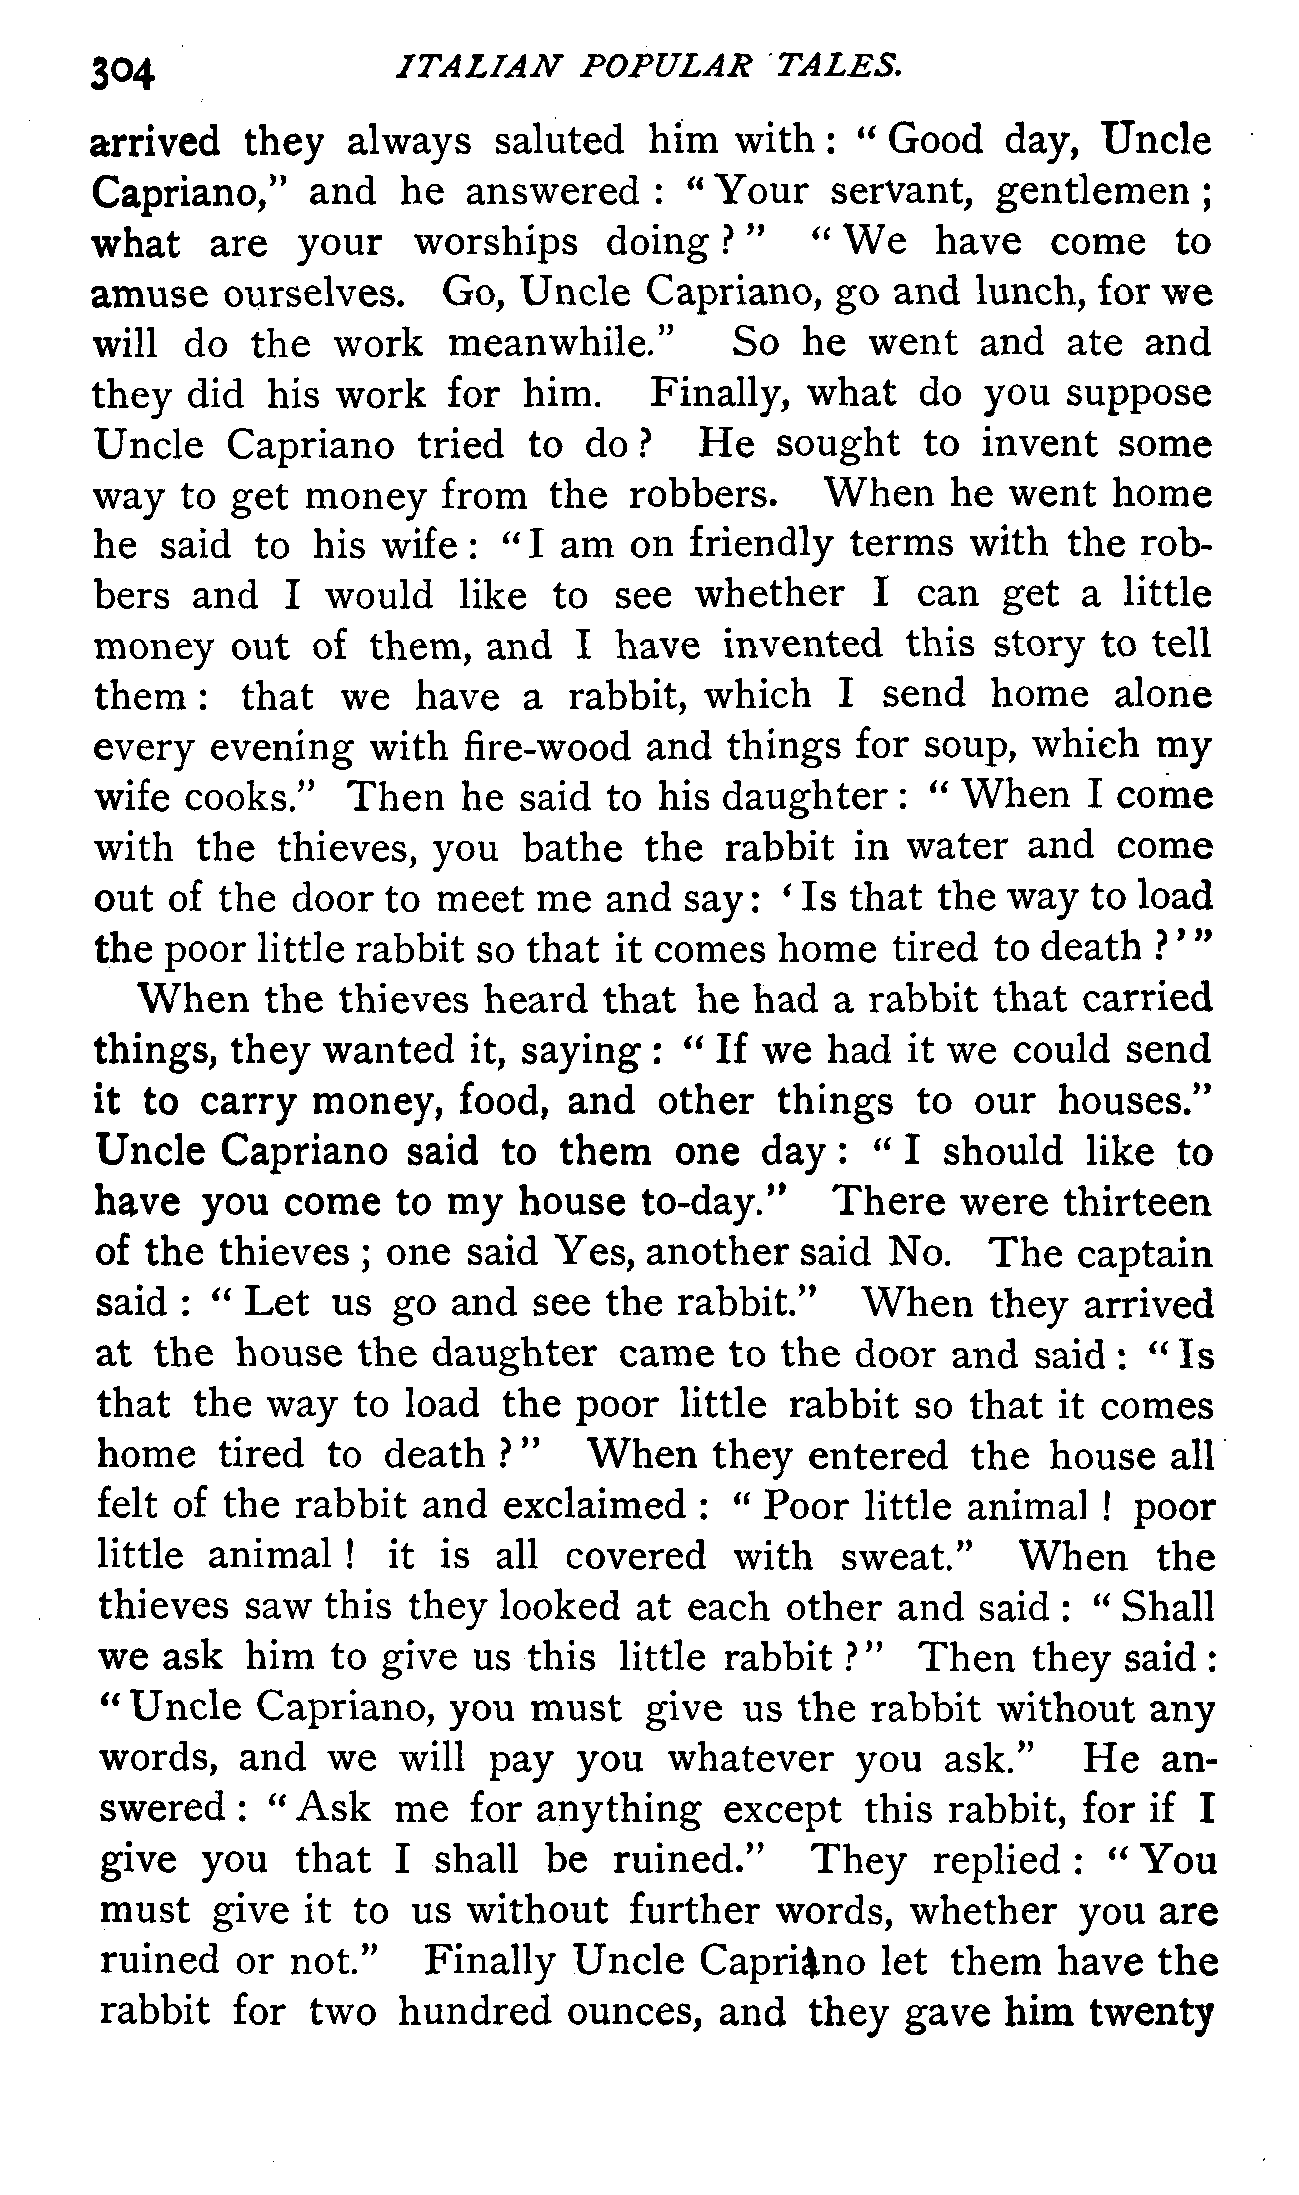 304 ITALIAN POPULAR TALES.
arrived they always saluted him with : " Good day, Uncle
Capriano," and he answered : " Your servant, gentlemen ;
what are your worships doing ? " " We have come to
amuse ourselves. Go, Uncle Capriano, go and lunch, for we
will do the work meanwhile." So he went and ate and
they did his work for him. Finally, what do you suppose
Uncle Capriano tried to do ? He sought to invent some
way to get money from the robbers. When he went home
he said to his wife : " I am on friendly terms with the rob-
bers and I would like to see whether I can get a little
money out of them, and I have invented this story to tell
them : that we have a rabbit, which I send home alone
every evening with fire-wood and things for soup, which my
wife cooks." Then he said to his daughter : " When I come
with the thieves, you bathe the rabbit in water and come
out of the door to meet me and say : ' Is that the way to load
the poor little rabbit so that it comes home tired to death ? ' "
When the thieves heard that he had a rabbit that carried
things, they wanted it, saying : " If we had it we could send
it to carry money, food, and other things to our houses."
Uncle Capriano said to them one day : " I should like to
have you come to my house to-day." There were thirteen
of the thieves ; one said Yes, another said No. The captain
said : " Let us go and see the rabbit." When they arrived
at the house the daughter came to the door and said : " Is
that the way to load the poor little rabbit so that it comes
home tired to death ? " When they entered the house all
felt of the rabbit and exclaimed : " Poor little animal ! poor
little animal ! it is all covered with sweat." When the
thieves saw this they looked at each other and said : " Shall
we ask him to give us this little rabbit ? " Then they said :
" Uncle Capriano, you must give us the rabbit without any
words, and we will pay you whatever you ask." He an-
swered : " Ask me for anything except this rabbit, for if I
give you that I shall be ruined." They replied : " You
must give it to us without further words, whether you are
ruined or not." Finally Uncle Capriano let them have the
rabbit for two hundred ounces, and they gave him twenty